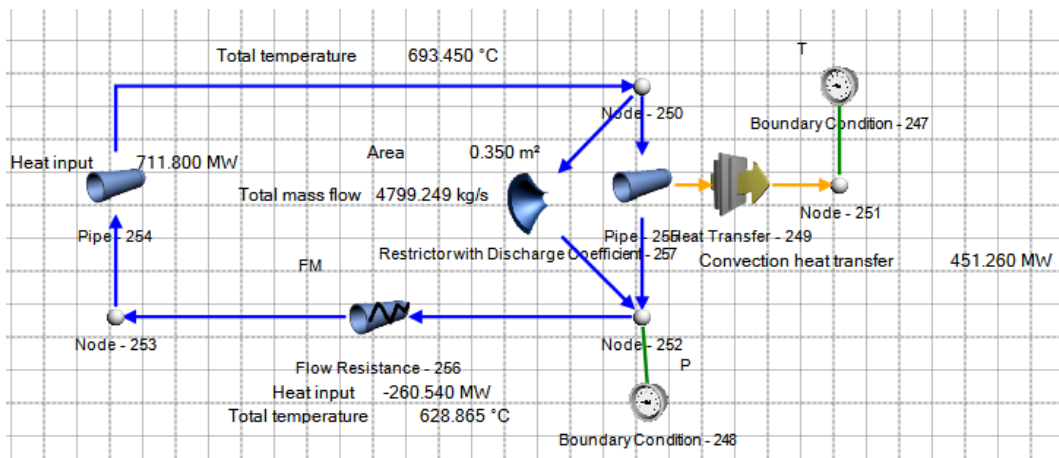 Total temperature 693.450 °C
T
Node - 250
Boundary Condition - 247
Area 0.350 m²
Heat input 711.800 MW
Total mass flow 4799.249 kg/s
Node - 251
Pipe - 254
Pipe - 255
Heat Transfer - 249
Restrictor with Discharge Coefficient - 257
Convection heat transfer 451.260 MW
FM
Node - 253
Node - 252
Flow Resistance - 256
P
Heat input -260.540 MW
Total temperature 628.865 °C
Boundary Condition - 248